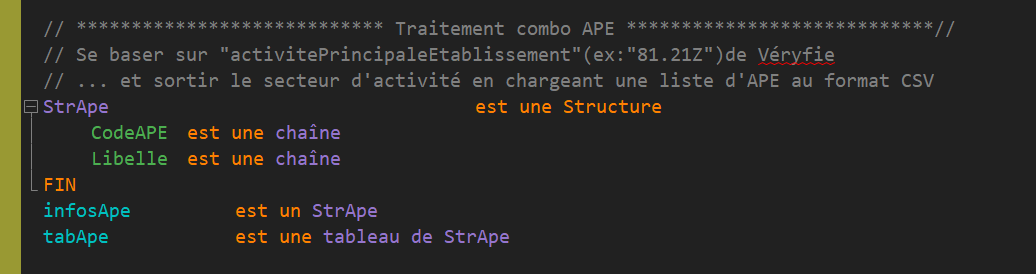 // **************************** Traitement combo APE ****************************//
// Se baser sur "activitePrincipaleEtablissement"(ex:"81.21Z")de Véryfie
// ... et sortir le secteur d'activité en chargeant une liste d'APE au format CSV
StrApe est une Structure
CodeAPE est une chaîne
Libelle est une chaîne
FIN
infosApe est un StrApe
tabApe est une tableau de StrApe